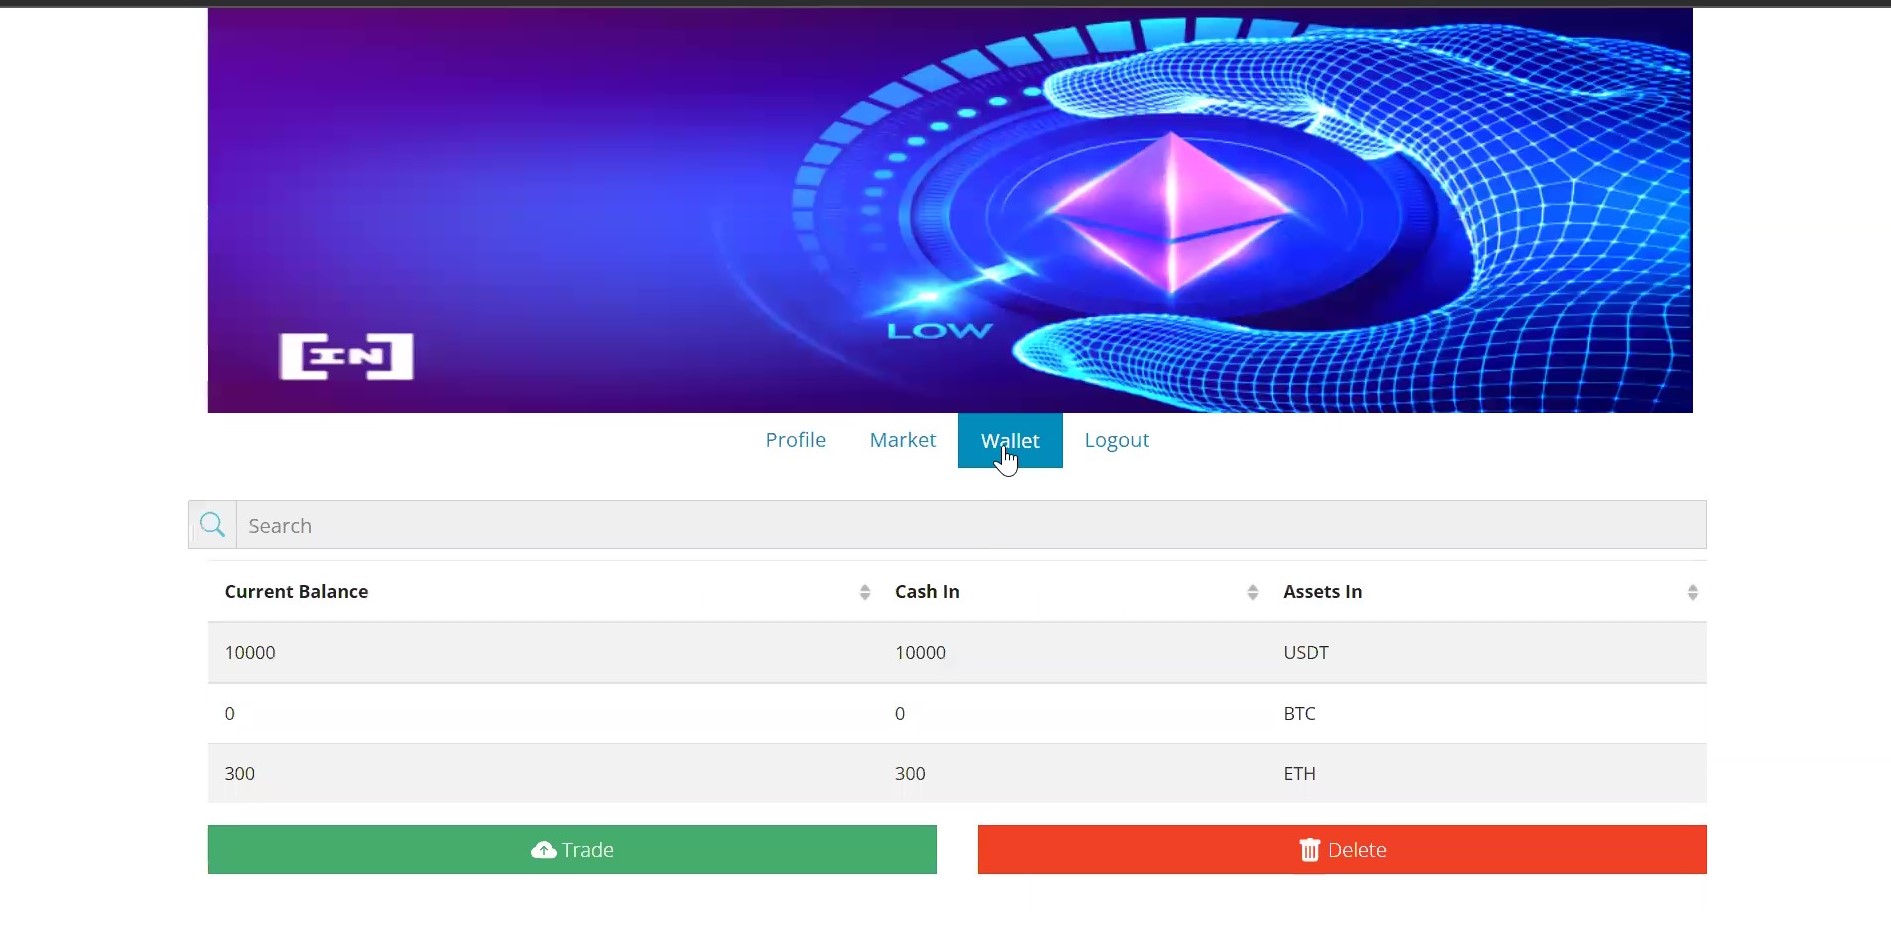 LOW
[IN]
Profile Market Wallet Logout
Search
Current Balance Cash In Assets In
10000 10000 USDT
0 0 BTC
300 300 ETH
Trade Delete